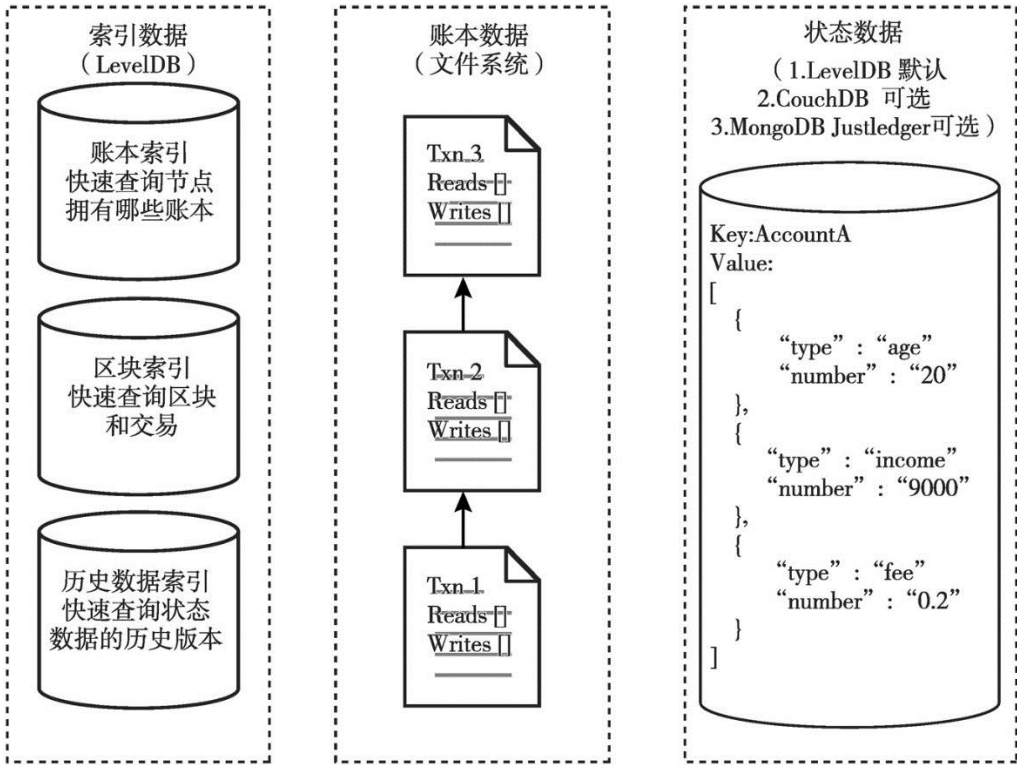 索引数据
（LevelDB）
账本索引
快速查询节点
拥有哪些账本
区块索引
快速查询区块
和交易
历史数据索引
快速查询状态
数据的历史版本
账本数据
（文件系统）
Txn 3
Reads []
Writes []
Txn 2
Reads []
Writes []
Txn 1
Reads []
Writes []
状态数据
（1.LevelDB 默认
2.CouchDB 可选
3.MongoDB Justledger可选）
Key:AccountA
Value:
[
{
“type”：“age”
“number”：“20”
},
{
“type”：“income”
“number”：“9000”
},
{
“type”：“fee”
“number”：“0.2”
}
]